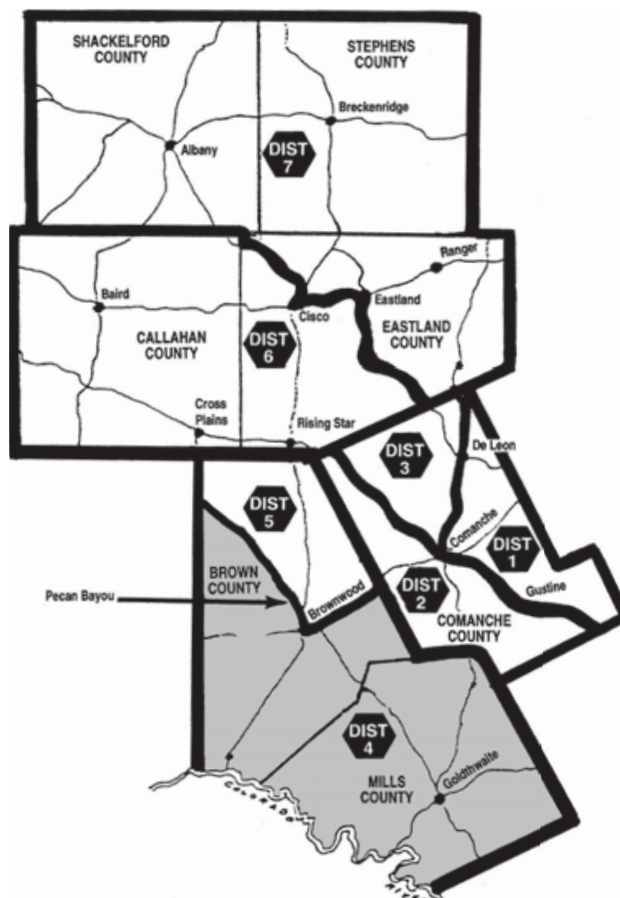 SHACKELFORD
COUNTY
STEPHENS
COUNTY
Breckenridge
Albany
DIST
7
Ranger
Baird
Eastland
Cisco
CALLAHAN
COUNTY
DIST
6
EASTLAND
COUNTY
Cross
Plains
Rising Star
De Leon
DIST
3
DIST
5
Comanche
DIST
1
BROWN
COUNTY
Pecan Bayou
Brownwood
DIST
2
Gustine
COMANCHE
COUNTY
DIST
4
Goldthwaite
MILLS
COUNTY
COLORADO
RIVER